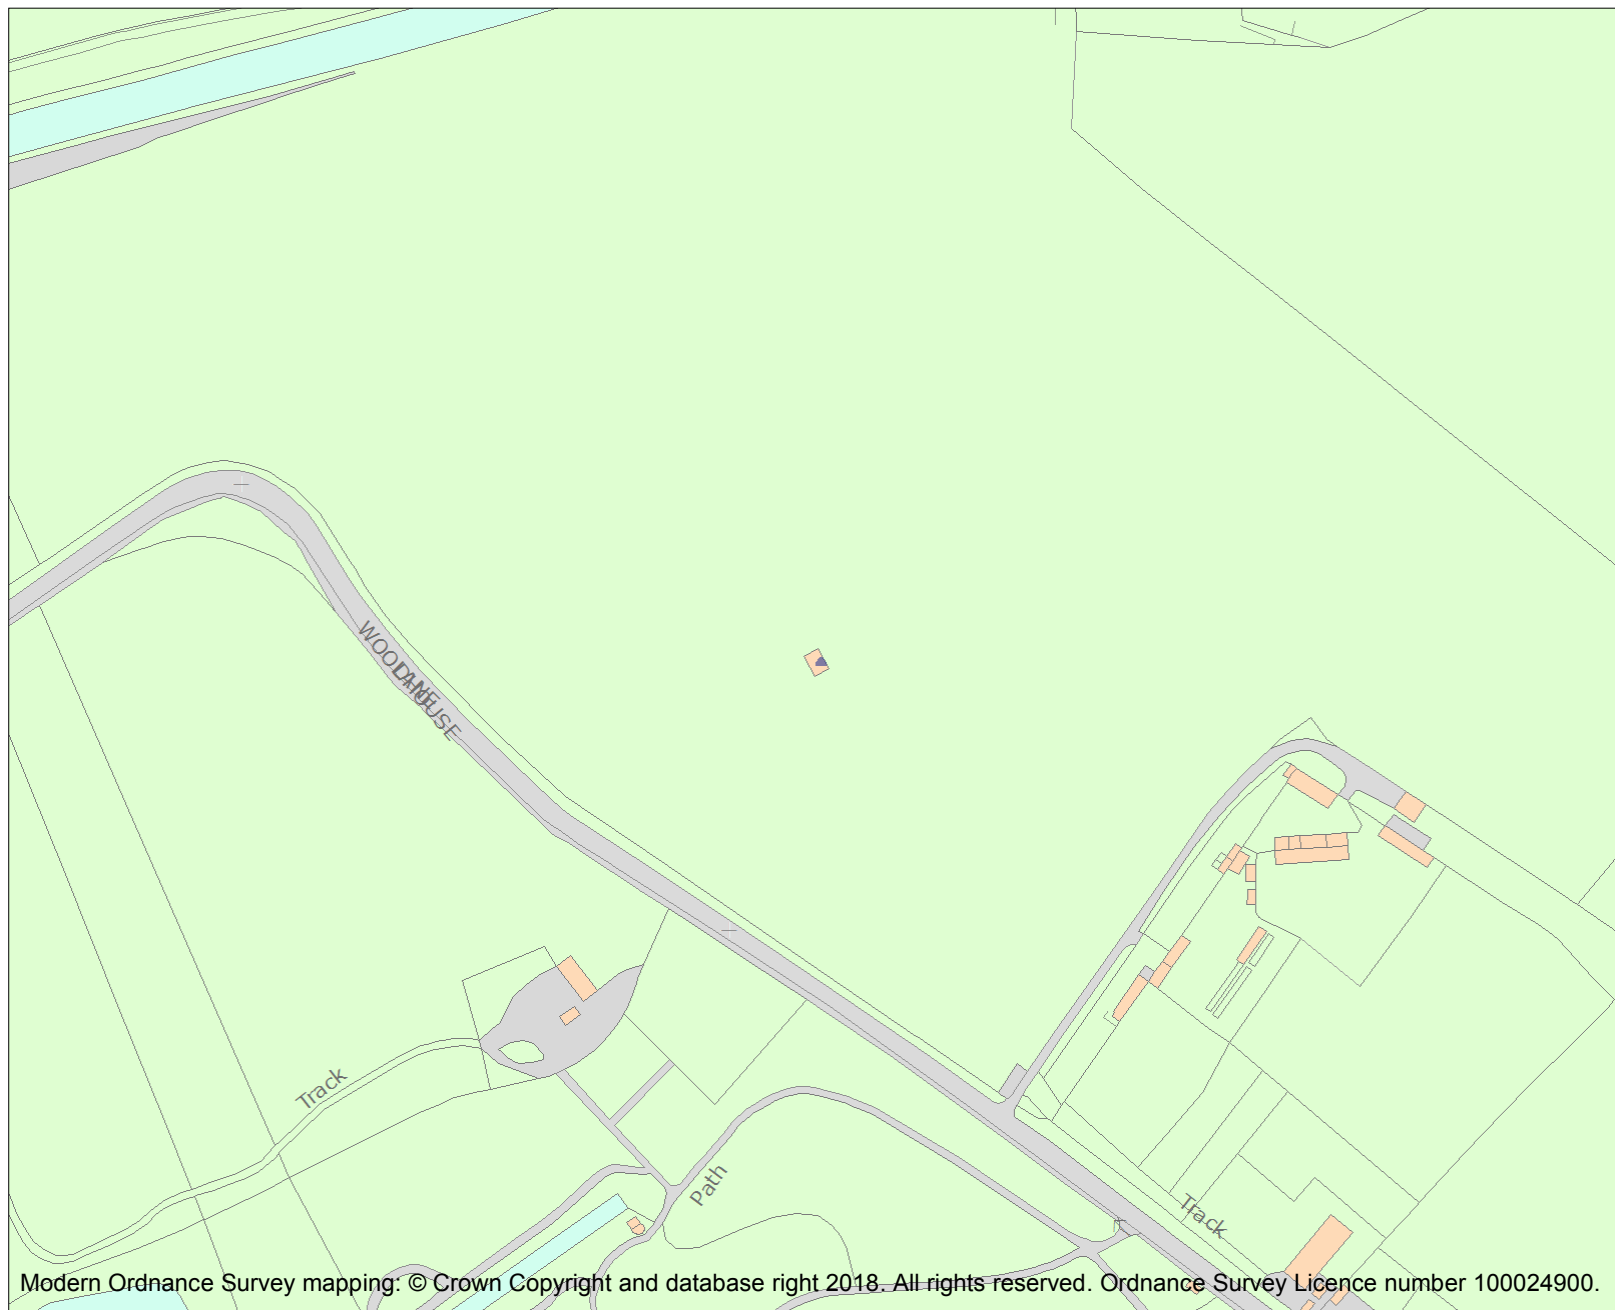 WOODHOUSE
LANE
Track
Path
Track
Modern Ordnance Survey mapping: © Crown Copyright and database right 2018. All rights reserved. Ordnance Survey Licence number 100024900.